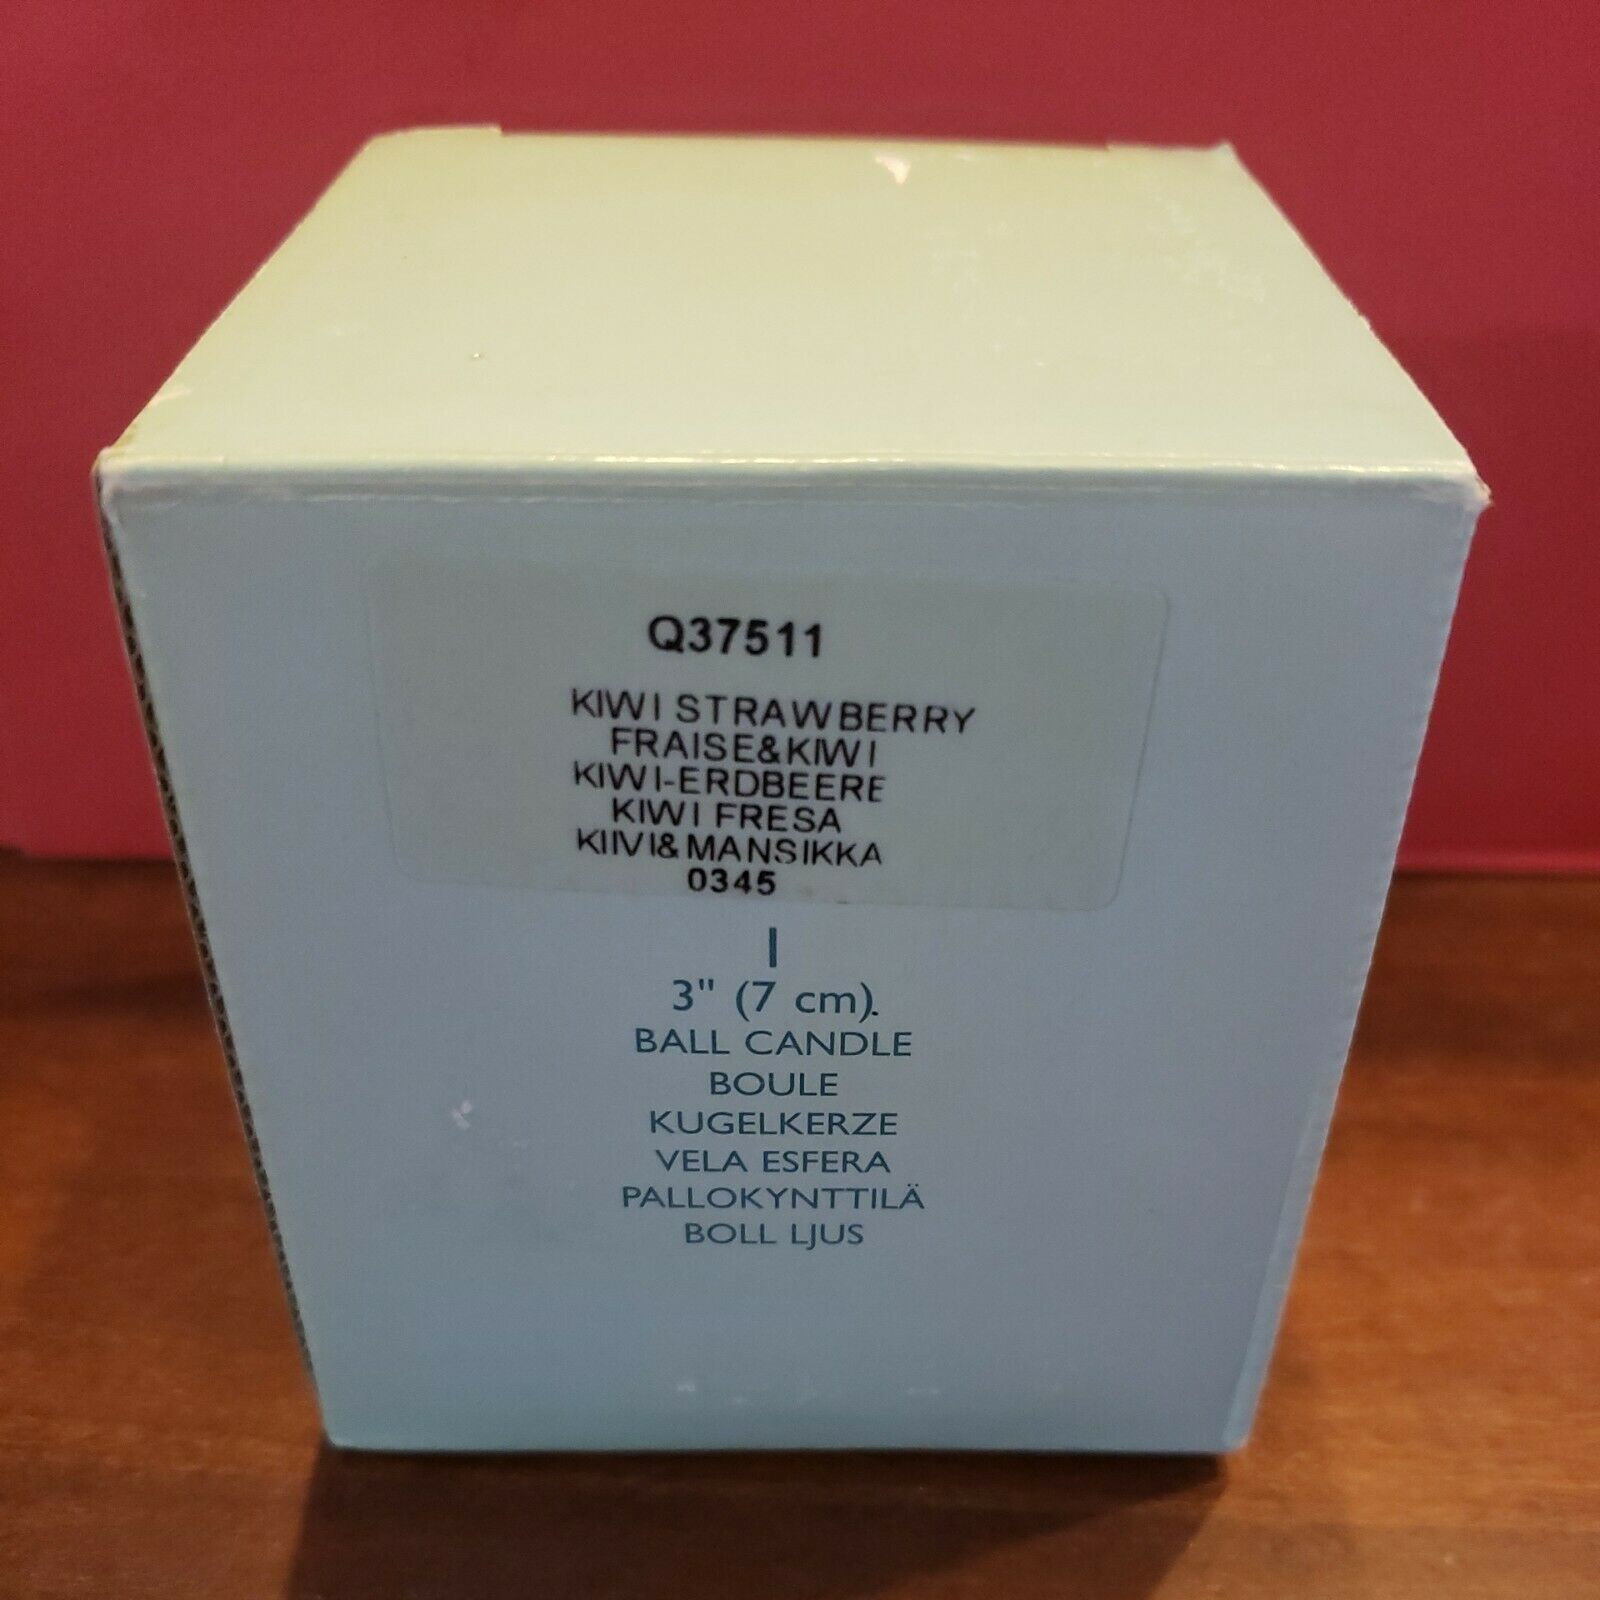 Q37511
KIWI STRAWBERRY
FRAISE&KIWI
KIWI-ERDBEERE
KIWI FRESA
KIIVI&MANSIKKA
0345
1
3" (7 cm).
BALL CANDLE
BOULE
KUGELKERZE
VELA ESFERA
PALLOKYNTTILÄ
BOLL LJUS